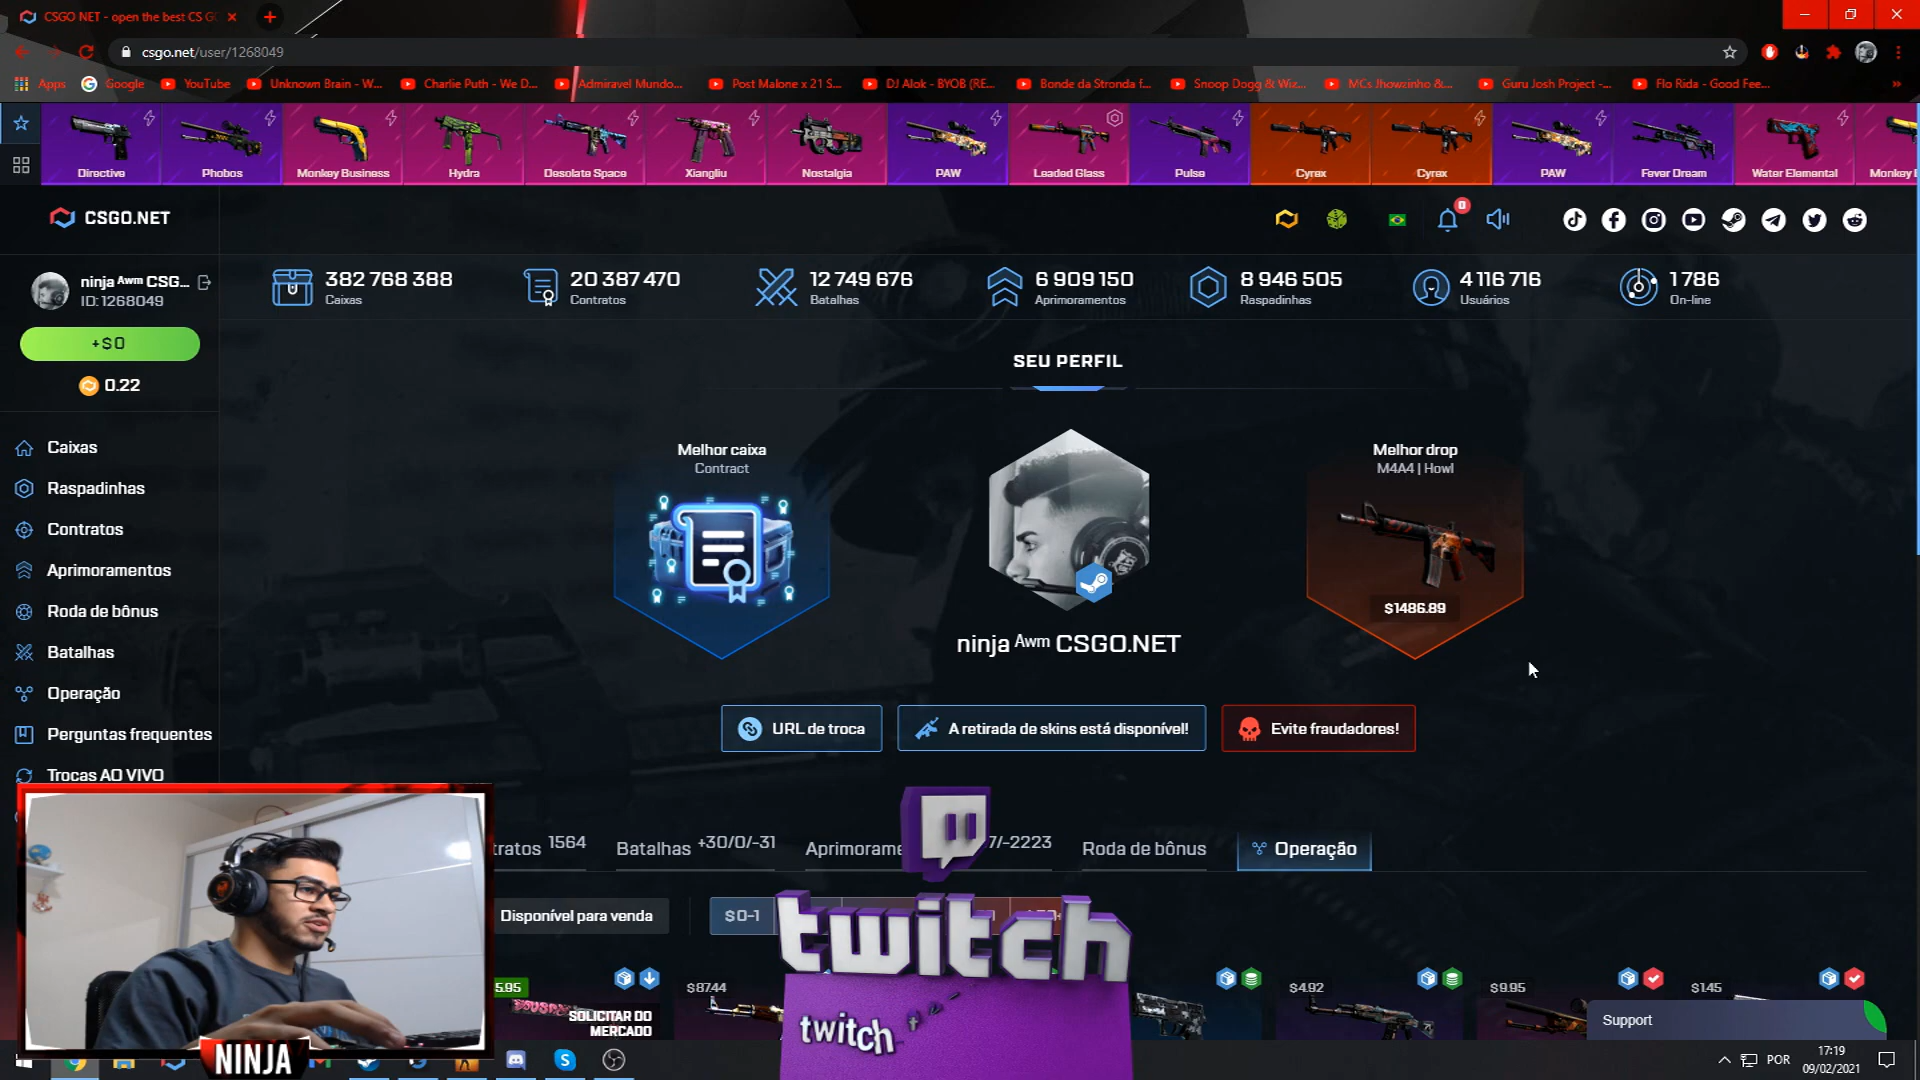 CSGO NET - open the best CS G
csgo.net/user/1268049
Apps
Google
YouTube
Unknown Brain - W...
Charlie Puth - We D...
Admiravel Mundo...
Post Malone x 21 S...
DJ Alok - BYOB (RE...
Bonde da Stronda f...
Snoop Dogg & Wiz...
MCs Jhowzinho &...
Guru Josh Project -...
Flo Rida - Good Fee...
Directive
Phobos
Monkey Business
Hydra
Desolate Space
Xiangliu
Nostalgia
PAW
Leaded Glass
Pulse
Cyrex
Cyrex
PAW
Fever Dream
Water Elemental
Monkey
CSGO.NET
0
ninja ᴬʷᵐ CSG...
ID: 1268049
+$0
0.22
382 768 388
Caixas
20 387 470
Contratos
12 749 676
Batalhas
6 909 150
Aprimoramentos
8 946 505
Raspadinhas
4 116 716
Usuários
1 786
On-line
Caixas
Raspadinhas
Contratos
Aprimoramentos
Roda de bônus
Batalhas
Operação
Perguntas frequentes
Trocas AO VIVO
SEU PERFIL
Melhor caixa
Contract
Melhor drop
M4A4 | Howl
$1486.89
ninja ᴬʷᵐ CSGO.NET
URL de troca
A retirada de skins está disponível!
Evite fraudadores!
tratos 1564
Batalhas +30/0/-31
Aprimorame
7/-2223
Roda de bônus
Operação
Disponível para venda
$0-1
twitch
twitch
5.95
SOLICITAR DO
MERCADO
$87.44
$4.92
$9.95
$1.45
Support
NINJA
POR
17:19
09/02/2021